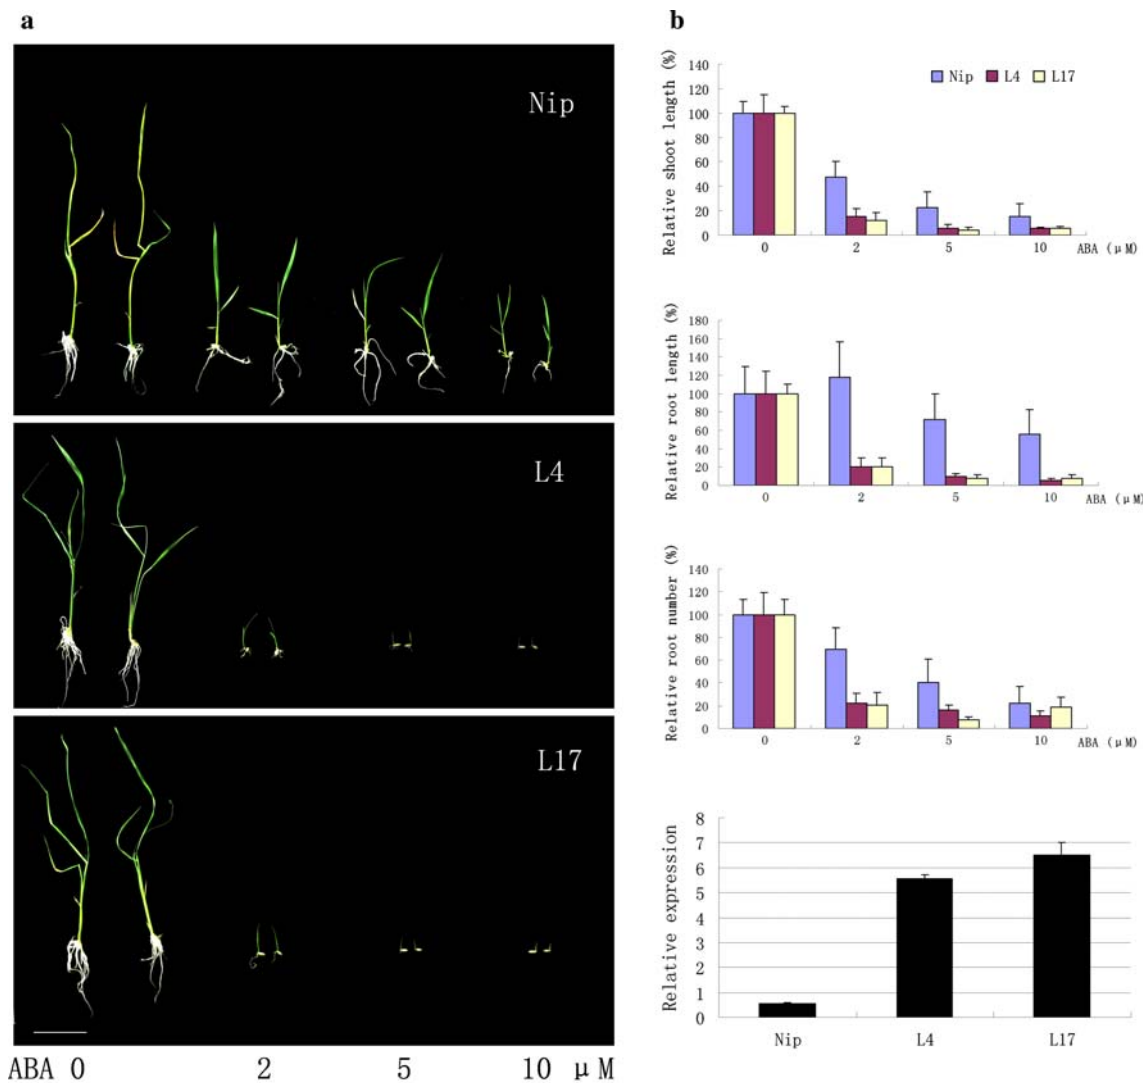 a
Nip
L4
L17
ABA 0 2 5 10 μM
b
Relative shoot length (%)
140
120
100
80
60
40
20
0
Nip L4 L17
0 2 5 10 ABA (μM)
Relative root length (%)
180
160
140
120
100
80
60
40
20
0
0 2 5 10 ABA (μM)
Relative root number (%)
140
120
100
80
60
40
20
0
0 2 5 10 ABA (μM)
Relative expression
8
7
6
5
4
3
2
1
0
Nip L4 L17